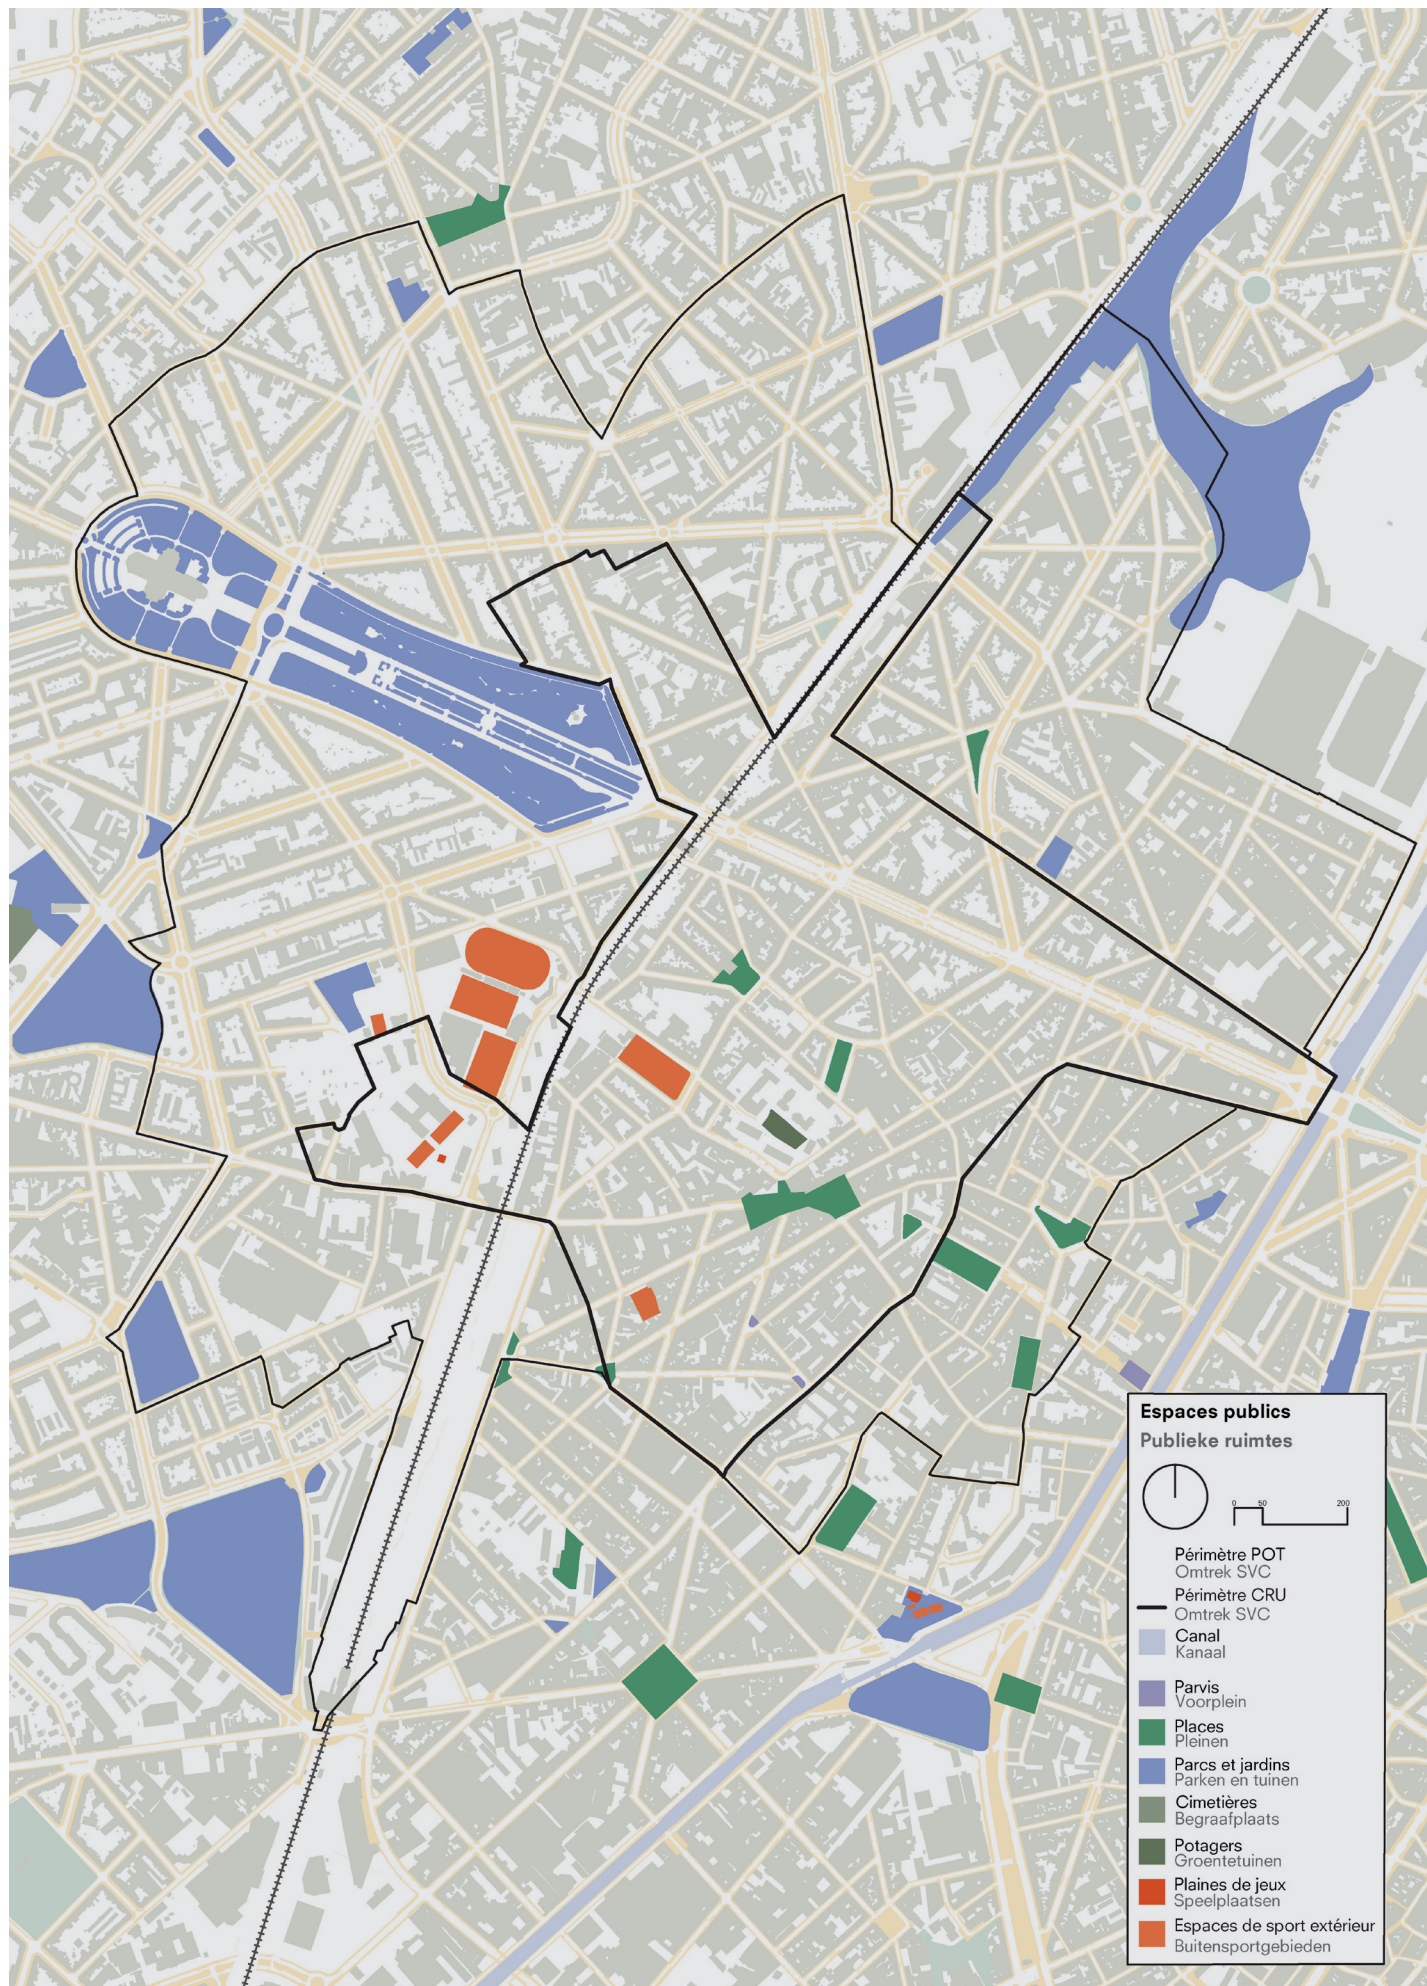 Espaces publics
Publieke ruimtes
0 50 200
Périmètre POT
Omtrek SVC
Périmètre CRU
Omtrek SVC
Canal
Kanaal
Parvis
Voorplein
Places
Pleinen
Parcs et jardins
Parken en tuinen
Cimetières
Begraafplaats
Potagers
Groentetuinen
Plaines de jeux
Speelplaatsen
Espaces de sport extérieur
Buitensportgebieden